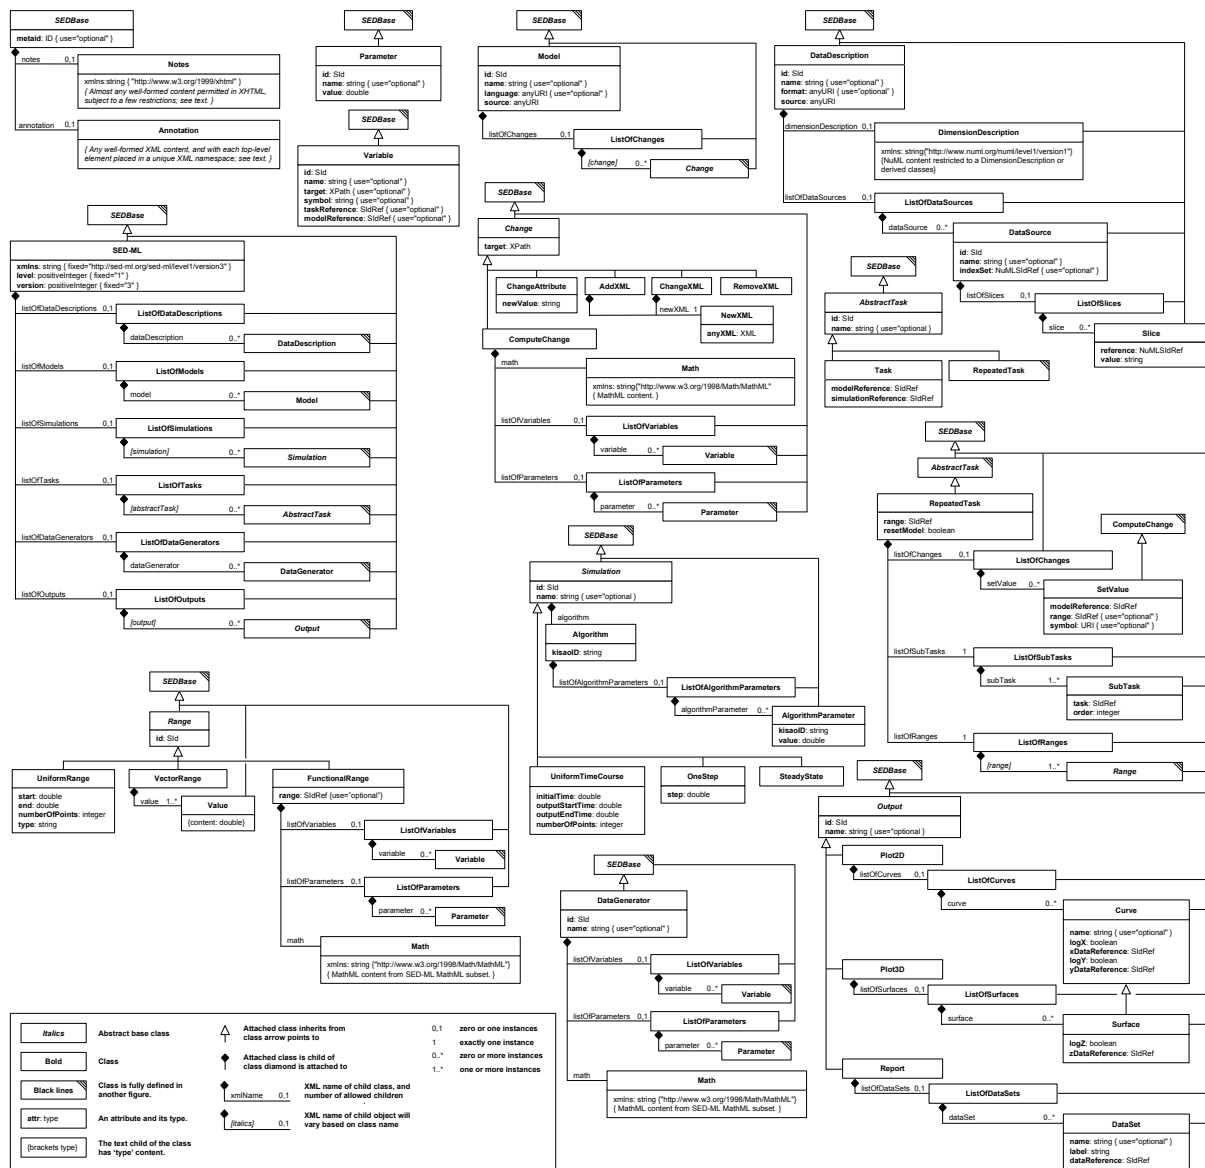 SEDBase
metaid: ID { use="optional" }
notes 0,1
Notes
xmlns:string { "http://www.w3.org/1999/xhtml" }
{ Almost any well-formed content permitted in XHTML,
subject to a few restrictions; see text. }
annotation 0,1
Annotation
{ Any well-formed XML content, and with each top-level
element placed in a unique XML namespace; see text. }
SEDBase
Parameter
id: SId
name: string { use="optional" }
value: double
SEDBase
Variable
id: SId
name: string { use="optional" }
target: XPath { use="optional" }
symbol: string { use="optional" }
taskReference: SIdRef { use="optional" }
modelReference: SIdRef { use="optional" }
SEDBase
Model
id: SId
name: string { use="optional" }
language: anyURI { use="optional" }
source: anyURI
listOfChanges 0,1
ListOfChanges
[change] 0..*
Change
SEDBase
DataDescription
id: SId
name: string { use="optional" }
format: anyURI { use="optional" }
source: anyURI
dimensionDescription 0,1
DimensionDescription
xmlns: string{"http://www.numl.org/numl/level1/version1"}
{NuML content restricted to a DimensionDescription or
derived classes}
listOfDataSources 0,1
ListOfDataSources
dataSource 0..*
DataSource
id: SId
name: string { use="optional" }
indexSet: NuMLSIdRef { use="optional" }
listOfSlices 0,1
ListOfSlices
slice 0..*
Slice
reference: NuMLSIdRef
value: string
SEDBase
SED-ML
xmlns: string { fixed="http://sed-ml.org/sed-ml/level1/version3" }
level: positiveInteger { fixed="1" }
version: positiveInteger { fixed="3" }
listOfDataDescriptions 0,1
ListOfDataDescriptions
dataDescription 0..*
DataDescription
listOfModels 0,1
ListOfModels
model 0..*
Model
listOfSimulations 0,1
ListOfSimulations
[simulation] 0..*
Simulation
listOfTasks 0,1
ListOfTasks
[abstractTask] 0..*
AbstractTask
listOfDataGenerators 0,1
ListOfDataGenerators
dataGenerator 0..*
DataGenerator
listOfOutputs 0,1
ListOfOutputs
[output] 0..*
Output
SEDBase
Change
target: XPath
ChangeAttribute
newValue: string
AddXML
ChangeXML
RemoveXML
newXML 1
NewXML
anyXML: XML
ComputeChange
math
Math
xmlns: string{"http://www.w3.org/1998/Math/MathML"
{ MathML content. }
listOfVariables 0,1
ListOfVariables
variable 0..*
Variable
listOfParameters 0,1
ListOfParameters
parameter 0..*
Parameter
SEDBase
AbstractTask
id: SId
name: string { use="optional }
Task
modelReference: SIdRef
simulationReference: SIdRef
RepeatedTask
SEDBase
AbstractTask
RepeatedTask
range: SIdRef
resetModel: boolean
ComputeChange
listOfChanges 0,1
ListOfChanges
setValue 0..*
SetValue
modelReference: SIdRef
range: SIdRef { use="optional" }
symbol: URI { use="optional" }
listOfSubTasks 1
ListOfSubTasks
subTask 1..*
SubTask
task: SIdRef
order: integer
listOfRanges 1
ListOfRanges
[range] 1..*
Range
SEDBase
Simulation
id: SId
name: string { use="optional }
algorithm
Algorithm
kisaoID: string
listOfAlgorithmParameters 0,1
ListOfAlgorithmParameters
algorithmParameter 0..*
AlgorithmParameter
kisaoID: string
value: double
UniformTimeCourse
initialTime: double
outputStartTime: double
outputEndTime: double
numberOfPoints: integer
OneStep
step: double
SteadyState
SEDBase
Range
id: SId
UniformRange
start: double
end: double
numberOfPoints: integer
type: string
VectorRange
value 1..*
Value
{content: double}
FunctionalRange
range: SIdRef {use="optional"}
listOfVariables 0,1
ListOfVariables
variable 0..*
Variable
listOfParameters 0,1
ListOfParameters
parameter 0..*
Parameter
math
Math
xmlns: string {"http://www.w3.org/1998/Math/MathML"}
{ MathML content from SED-ML MathML subset. }
SEDBase
DataGenerator
id: SId
name: string { use="optional" }
listOfVariables 0,1
ListOfVariables
variable 0..*
Variable
listOfParameters 0,1
ListOfParameters
parameter 0..*
Parameter
math
Math
xmlns: string {"http://www.w3.org/1998/Math/MathML"}
{ MathML content from SED-ML MathML subset. }
SEDBase
Output
id: SId
name: string { use="optional }
Plot2D
listOfCurves 0,1
ListOfCurves
curve 0..*
Curve
name: string { use="optional" }
logX: boolean
xDataReference: SIdRef
logY: boolean
yDataReference: SIdRef
Plot3D
listOfSurfaces 0,1
ListOfSurfaces
surface 0..*
Surface
logZ: boolean
zDataReference: SIdRef
Report
listOfDataSets 0,1
ListOfDataSets
dataSet 0..*
DataSet
name: string { use="optional" }
label: string
dataReference: SIdRef
Italics
Abstract base class
Bold
Class
Black lines
Class is fully defined in
another figure.
attr: type
An attribute and its type.
{brackets type}
The text child of the class
has 'type' content.
Attached class inherits from
class arrow points to
Attached class is child of
class diamond is attached to
xmlName 0,1
XML name of child class, and
number of allowed children
[italics] 0,1
XML name of child object will
vary based on class name
0,1 zero or one instances
1 exactly one instance
0..* zero or more instances
1..* one or more instances